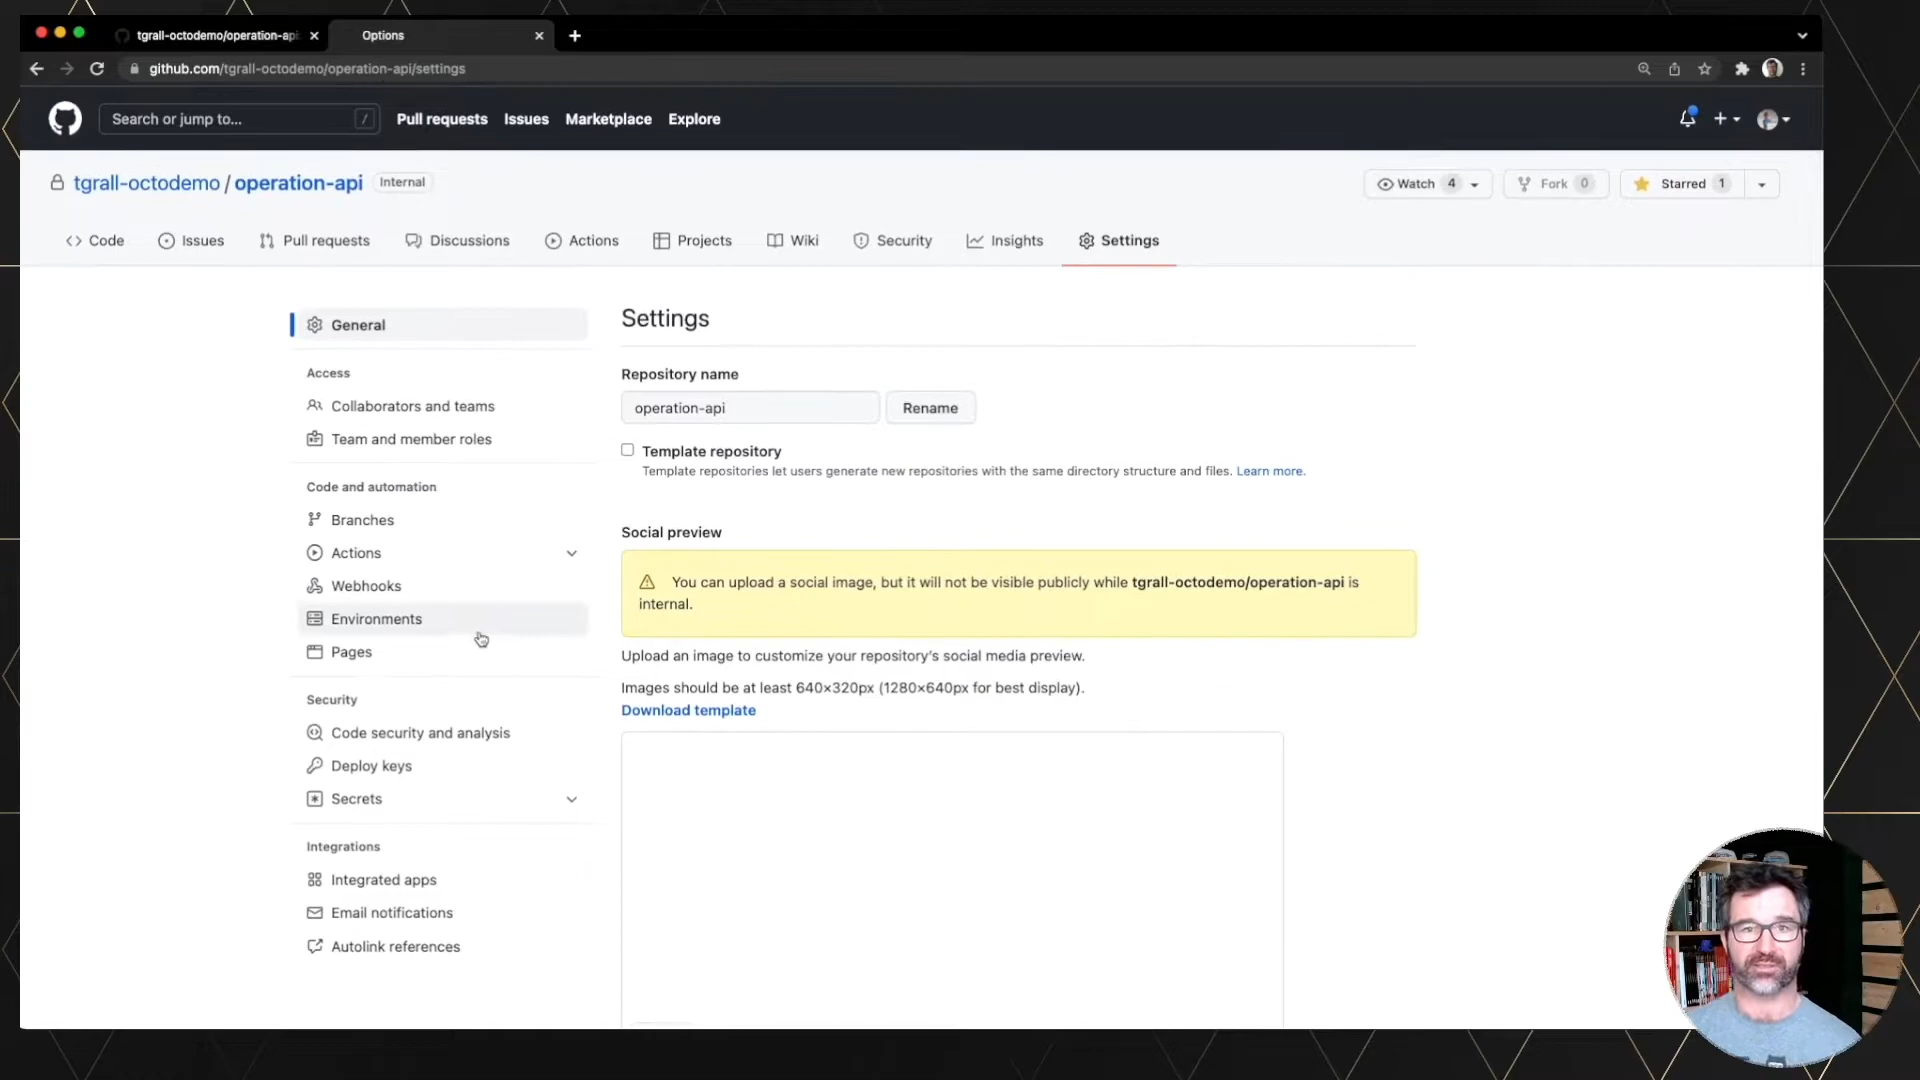 tgrall-octodemo/operation-api
Options
github.com/tgrall-octodemo/operation-api/settings
Search or jump to... /
Pull requests Issues Marketplace Explore
tgrall-octodemo / operation-api Internal
Watch 4
Fork 0
Starred 1
Code Issues Pull requests Discussions Actions Projects Wiki Security Insights Settings
General
Access
Collaborators and teams
Team and member roles
Code and automation
Branches
Actions
Webhooks
Environments
Pages
Security
Code security and analysis
Deploy keys
Secrets
Integrations
Integrated apps
Email notifications
Autolink references
Settings
Repository name
operation-api Rename
Template repository
Template repositories let users generate new repositories with the same directory structure and files. Learn more.
Social preview
You can upload a social image, but it will not be visible publicly while tgrall-octodemo/operation-api is
internal.
Upload an image to customize your repository's social media preview.
Images should be at least 640×320px (1280×640px for best display).
Download template